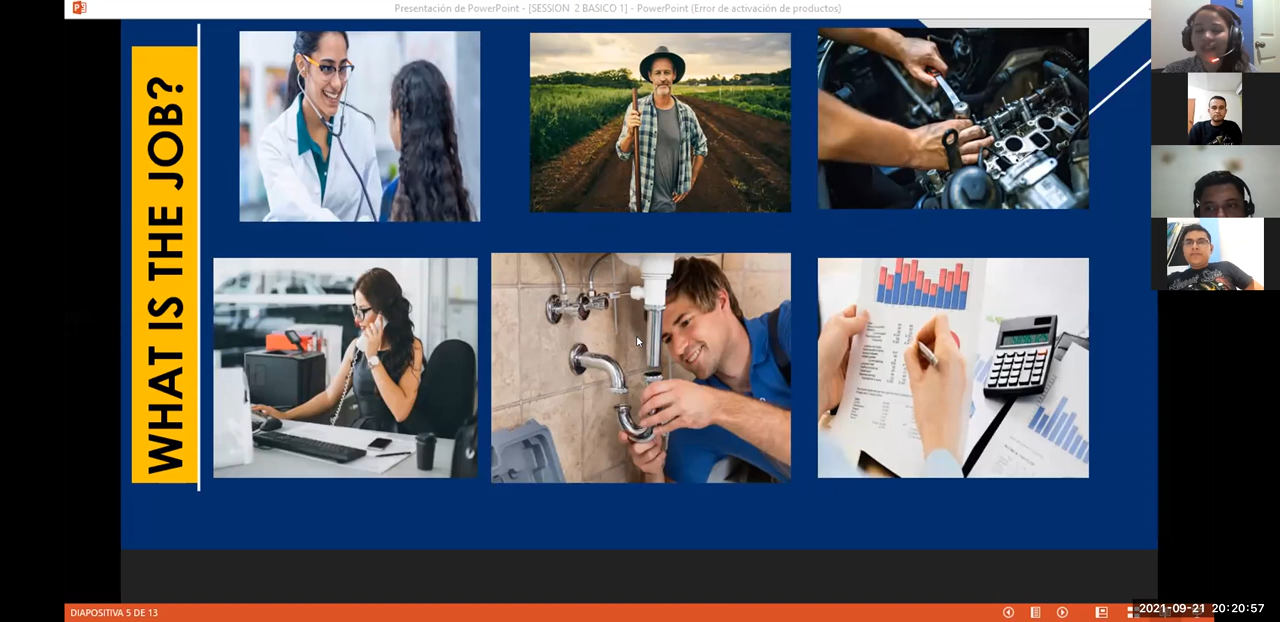 Presentación de PowerPoint - [SESSION  2 BASICO 1] - PowerPoint (Error de activación de productos)
WHAT IS THE JOB?
DIAPOSITIVA 5 DE 13
2021-09-21 20:20:57